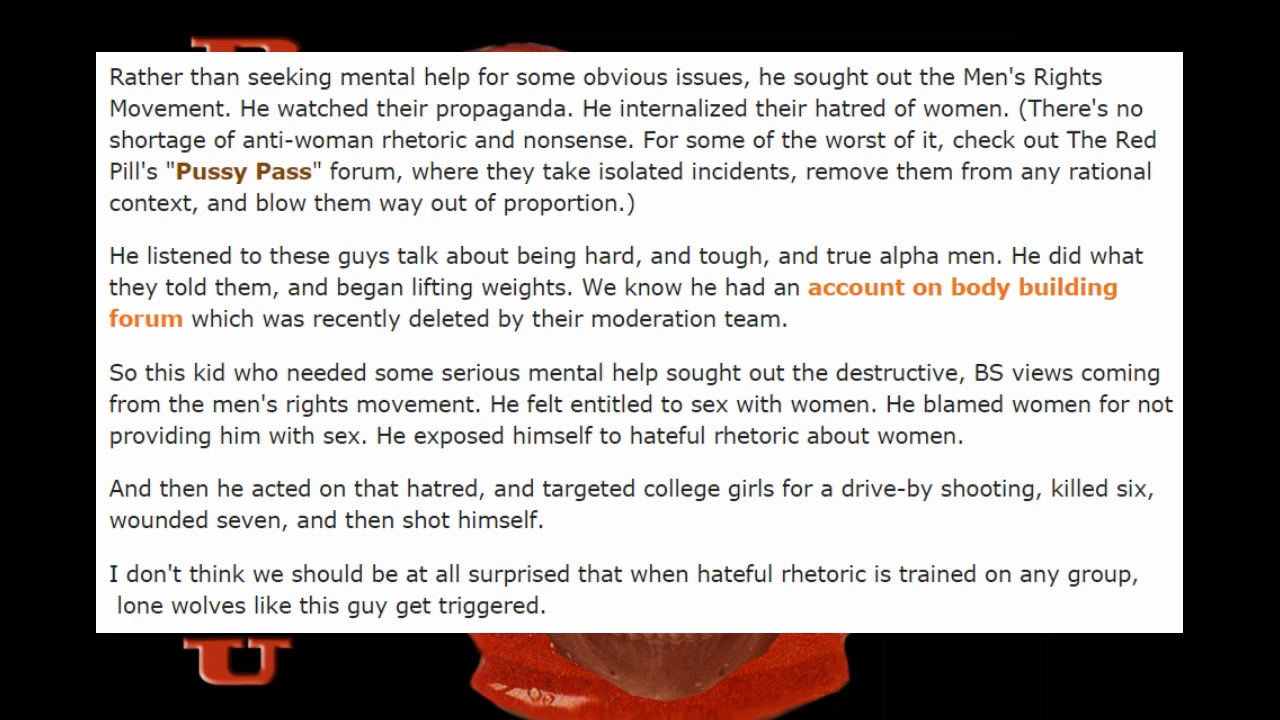 Rather than seeking mental help for some obvious issues, he sought out the Men's Rights
Movement. He watched their propaganda. He internalized their hatred of women. (There's no
shortage of anti-woman rhetoric and nonsense. For some of the worst of it, check out The Red
Pill's "Pussy Pass" forum, where they take isolated incidents, remove them from any rational
context, and blow them way out of proportion.)
He listened to these guys talk about being hard, and tough, and true alpha men. He did what
they told them, and began lifting weights. We know he had an account on body building
forum which was recently deleted by their moderation team.
So this kid who needed some serious mental help sought out the destructive, BS views coming
from the men's rights movement. He felt entitled to sex with women. He blamed women for not
providing him with sex. He exposed himself to hateful rhetoric about women.
And then he acted on that hatred, and targeted college girls for a drive-by shooting, killed six,
wounded seven, and then shot himself.
I don't think we should be at all surprised that when hateful rhetoric is trained on any group,
lone wolves like this guy get triggered.